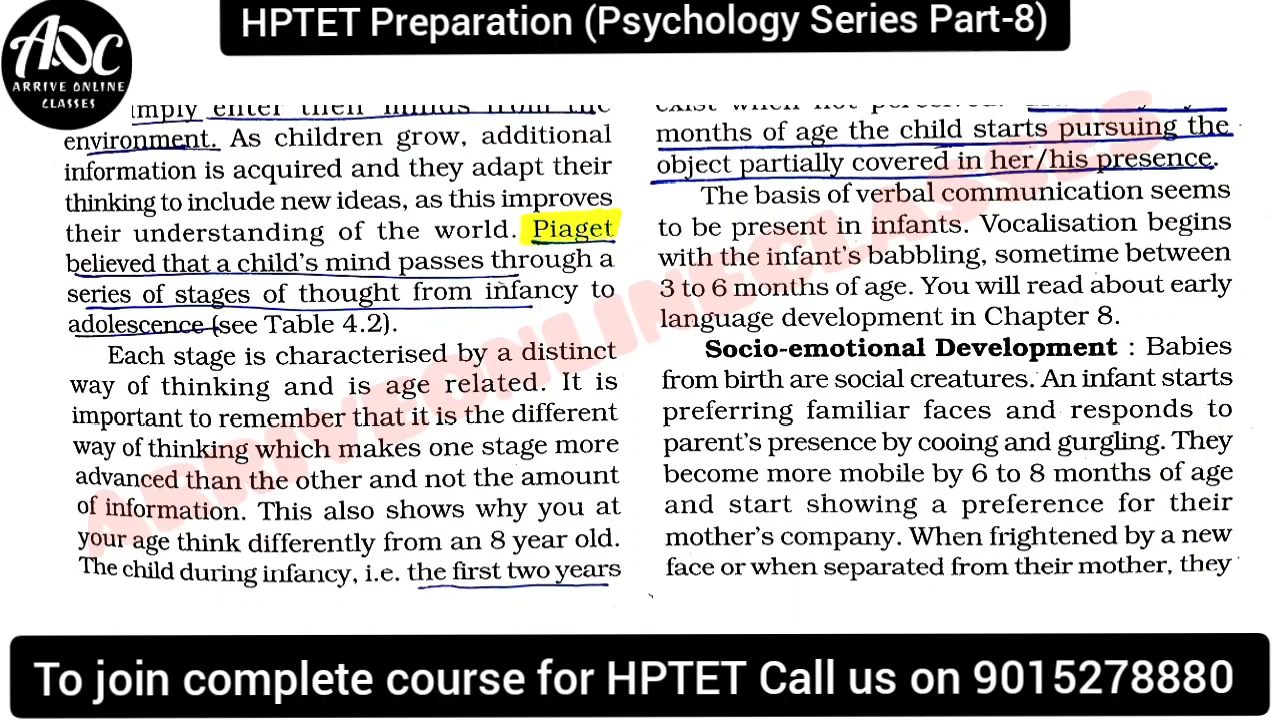 HPTET Preparation (Psychology Series Part-8)
ADC
ARRIVE ONLINE
CLASSES
imply enter their minds from the
environment. As children grow, additional
information is acquired and they adapt their
thinking to include new ideas, as this improves
their understanding of the world. Piaget
believed that a child's mind passes through a
series of stages of thought from infancy to
adolescence (see Table 4.2).
Each stage is characterised by a distinct
way of thinking and is age related. It is
important to remember that it is the different
way of thinking which makes one stage more
advanced than the other and not the amount
of information. This also shows why you at
your age think differently from an 8 year old.
The child during infancy, i.e. the first two years
exist when not perceived.
months of age the child starts pursuing the
object partially covered in her/his presence.
The basis of verbal communication seems
to be present in infants. Vocalisation begins
with the infant's babbling, sometime between
3 to 6 months of age. You will read about early
language development in Chapter 8.
Socio-emotional Development : Babies
from birth are social creatures. An infant starts
preferring familiar faces and responds to
parent's presence by cooing and gurgling. They
become more mobile by 6 to 8 months of age
and start showing a preference for their
mother's company. When frightened by a new
face or when separated from their mother, they
ARRIVEONLINECLASSES
To join complete course for HPTET Call us on 9015278880